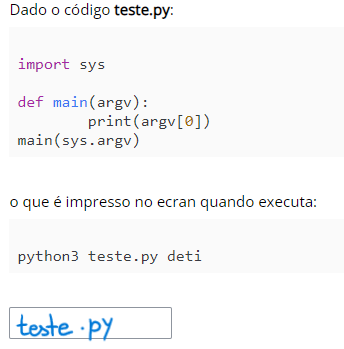 Dado o código teste.py:
import sys
def main(argv):
        print(argv[0])
main(sys.argv)
o que é impresso no ecran quando executa:
python3 teste.py deti
teste.py